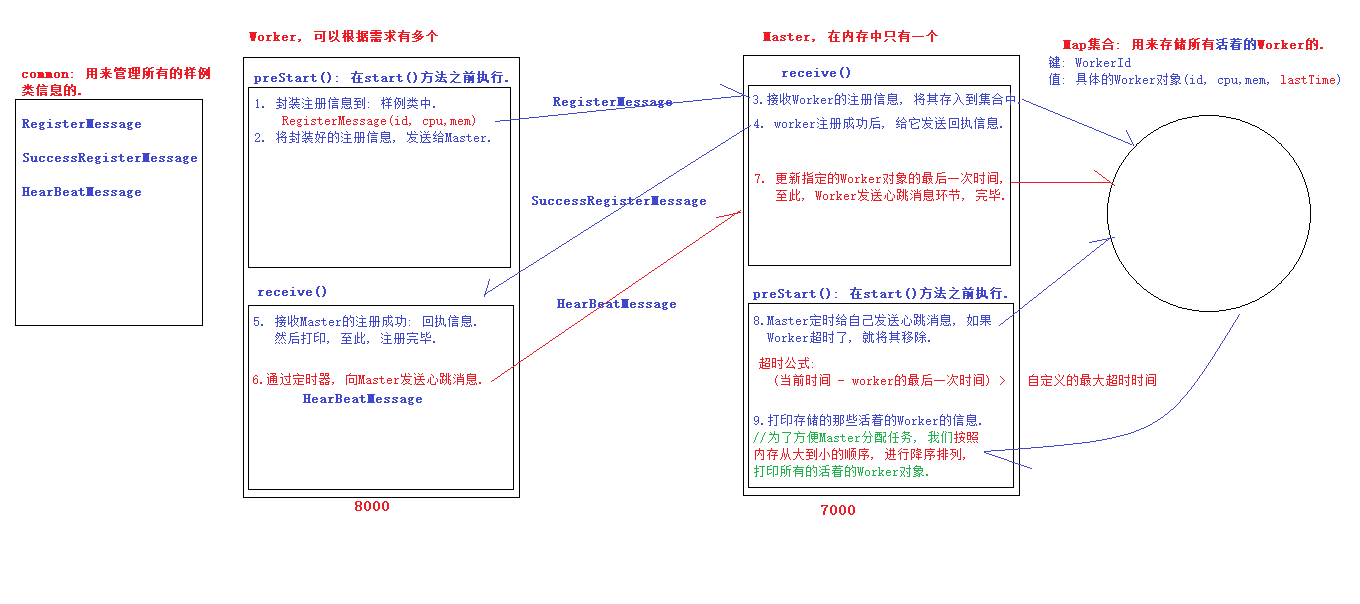 common: 用来管理所有的样例
类信息的.
RegisterMessage
SuccessRegisterMessage
HearBeatMessage
Worker, 可以根据需求有多个
preStart(): 在start()方法之前执行.
1. 封装注册信息到: 样例类中.
RegisterMessage(id, cpu,mem)
2. 将封装好的注册信息, 发送给Master.
receive()
5. 接收Master的注册成功: 回执信息.
然后打印, 至此, 注册完毕.
6.通过定时器, 向Master发送心跳消息.
HearBeatMessage
8000
RegisterMessage
SuccessRegisterMessage
HearBeatMessage
Master, 在内存中只有一个
receive()
3.接收Worker的注册信息, 将其存入到集合中.
4. worker注册成功后, 给它发送回执信息.
7. 更新指定的Worker对象的最后一次时间,
至此, Worker发送心跳消息环节, 完毕.
preStart(): 在start()方法之前执行.
8.Master定时给自己发送心跳消息, 如果
Worker超时了, 就将其移除.
超时公式:
(当前时间 - worker的最后一次时间) > 自定义的最大超时时间
9.打印存储的那些活着的Worker的信息.
//为了方便Master分配任务, 我们按照
内存从大到小的顺序, 进行降序排列,
打印所有的活着的Worker对象.
7000
Map集合: 用来存储所有活着的Worker的.
键: WorkerId
值: 具体的Worker对象(id, cpu,mem, lastTime)